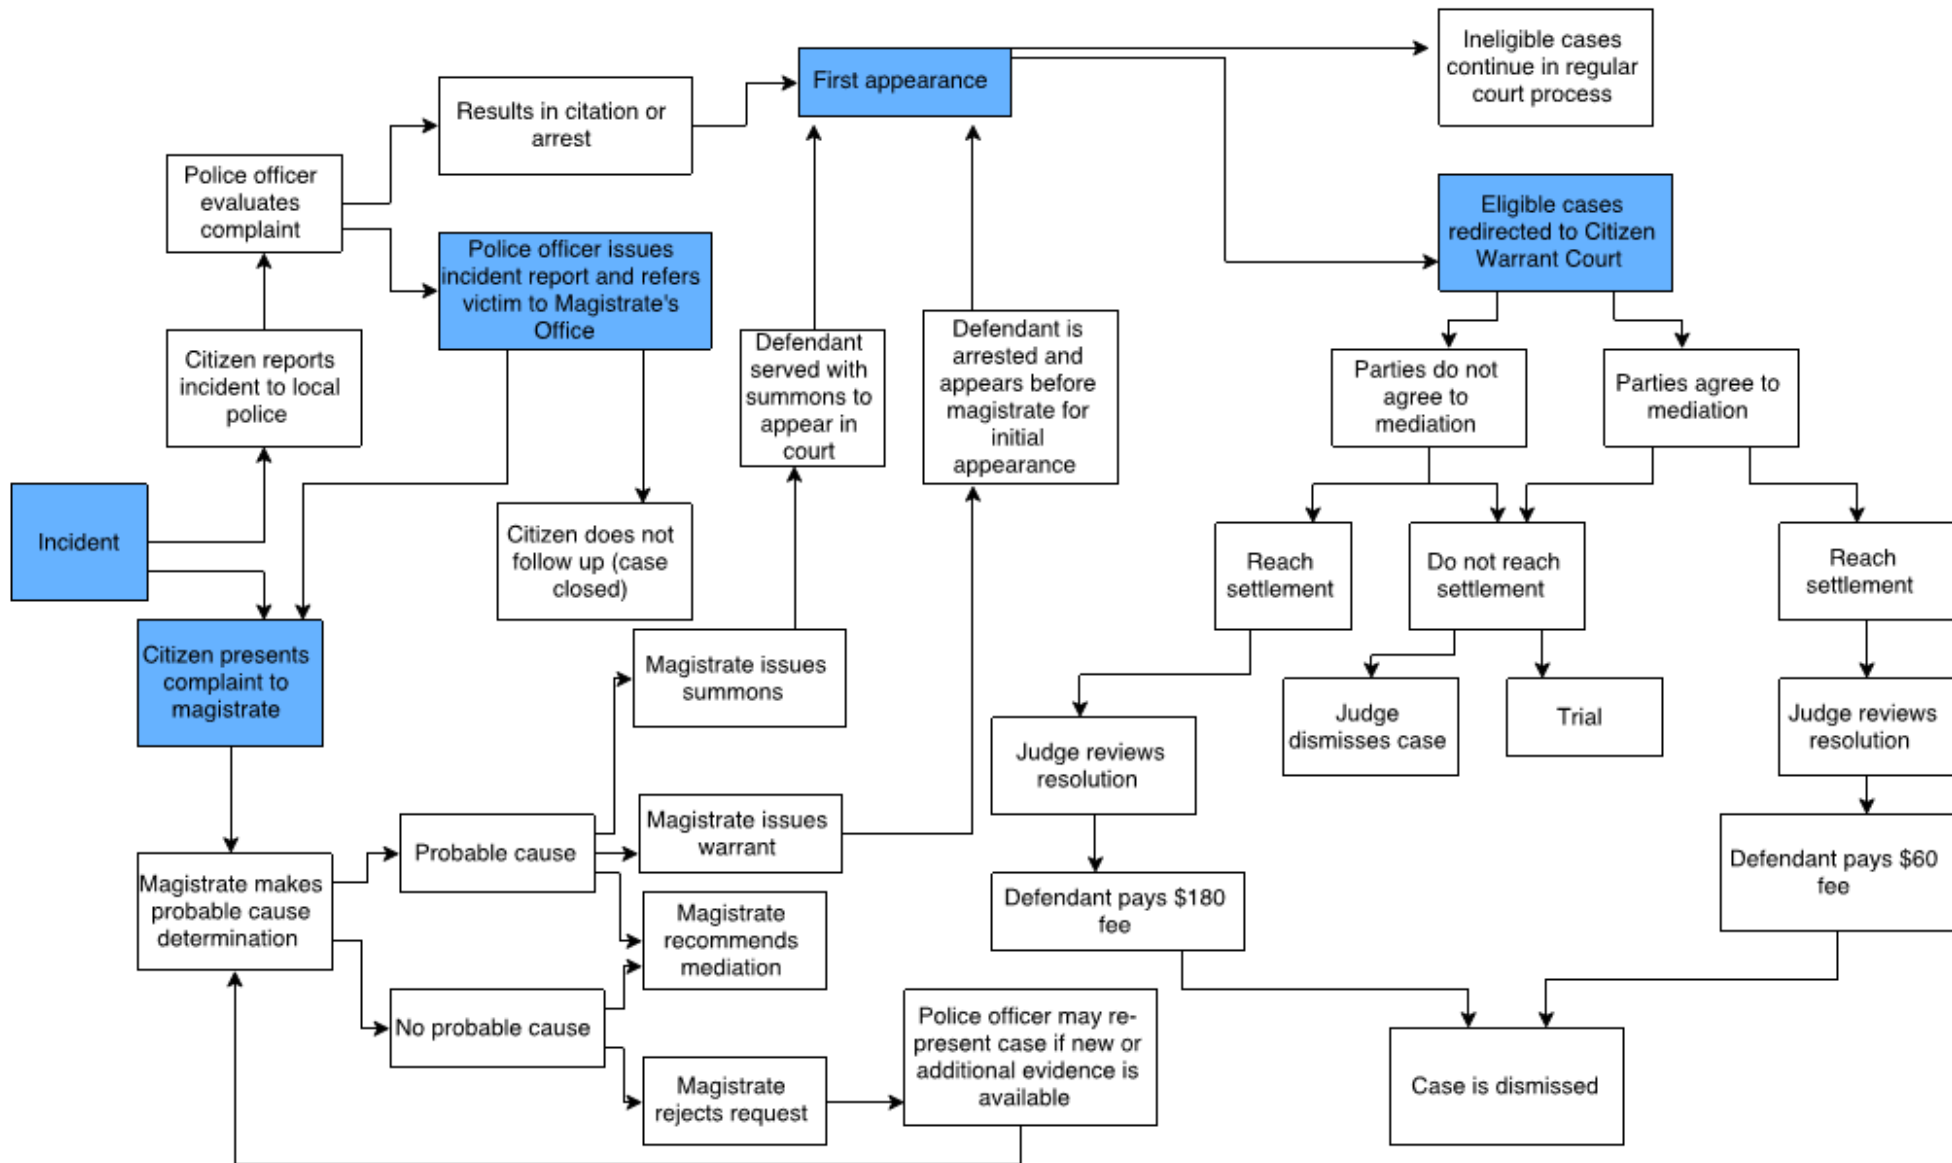 Ineligible cases
continue in regular
court process
First appearance
Results in citation or
arrest
Police officer
evaluates
complaint
Eligible cases
redirected to Citizen
Warrant Court
Police officer issues
incident report and refers
victim to Magistrate's
Office
Citizen reports
incident to local
police
Defendant
served with
summons to
appear in
court
Defendant is
arrested and
appears before
magistrate for
initial
appearance
Parties do not
agree to
mediation
Parties agree to
mediation
Incident
Citizen does not
follow up (case
closed)
Reach
settlement
Do not reach
settlement
Reach
settlement
Citizen presents
complaint to
magistrate
Magistrate issues
summons
Judge
dismisses case
Trial
Judge reviews
resolution
Judge reviews
resolution
Magistrate issues
warrant
Probable cause
Magistrate makes
probable cause
determination
Defendant pays $180
fee
Defendant pays $60
fee
Magistrate
recommends
mediation
No probable cause
Police officer may re-
present case if new or
additional evidence is
available
Magistrate
rejects request
Case is dismissed